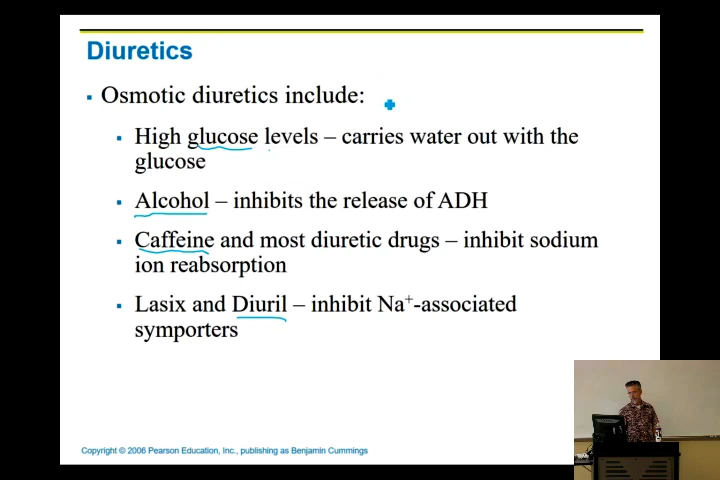 Diuretics
▪ Osmotic diuretics include:
▪ High glucose levels – carries water out with the
glucose
▪ Alcohol – inhibits the release of ADH
▪ Caffeine and most diuretic drugs – inhibit sodium
ion reabsorption
▪ Lasix and Diuril – inhibit Na⁺-associated
symporters
Copyright © 2006 Pearson Education, Inc., publishing as Benjamin Cummings